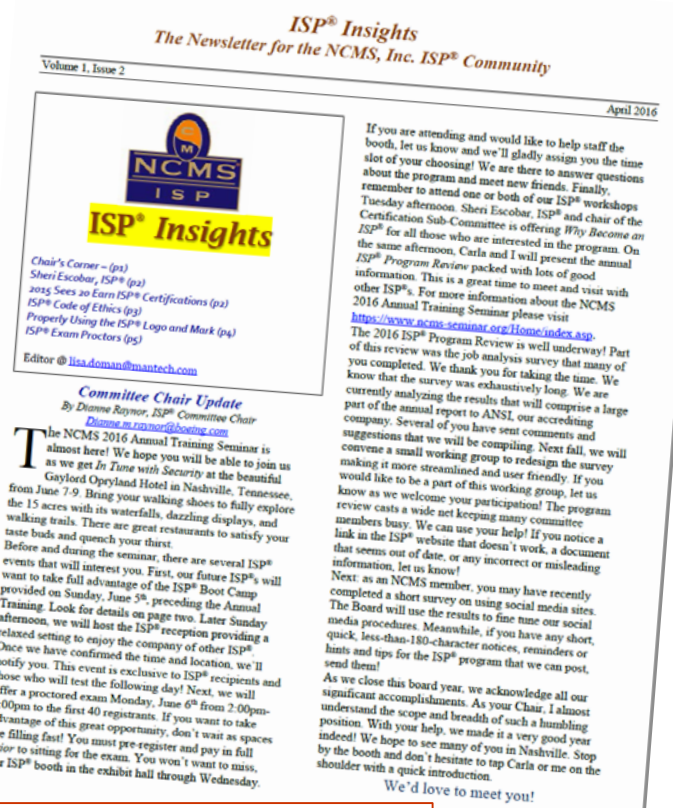 ISP® Insights
The Newsletter for the NCMS, Inc. ISP® Community
Volume 1, Issue 2
April 2016
C
M
NCMS
ISP
ISP® Insights
Chair's Corner – (p1)
Sheri Escobar, ISP® (p2)
2015 Sees 20 Earn ISP® Certifications (p2)
ISP® Code of Ethics (p3)
Properly Using the ISP® Logo and Mark (p4)
ISP® Exam Proctors (p5)
Editor @ lisa.doman@mantech.com
Committee Chair Update
By Dianne Raynor, ISP® Committee Chair
Dianne.m.raynor@boeing.com
The NCMS 2016 Annual Training Seminar is
almost here! We hope you will be able to join us
as we get In Tune with Security at the beautiful
Gaylord Opryland Hotel in Nashville, Tennessee,
from June 7-9. Bring your walking shoes to fully explore
the 15 acres with its waterfalls, dazzling displays, and
walking trails. There are great restaurants to satisfy your
taste buds and quench your thirst.
Before and during the seminar, there are several ISP®
events that will interest you. First, our future ISP®s will
want to take full advantage of the ISP® Boot Camp
provided on Sunday, June 5th, preceding the Annual
Training. Look for details on page two. Later Sunday
afternoon, we will host the ISP® reception providing a
relaxed setting to enjoy the company of other ISP®.
Once we have confirmed the time and location, we'll
notify you. This event is exclusive to ISP® recipients and
hose who will test the following day! Next, we will
ffer a proctored exam Monday, June 6th from 2:00pm-
:00pm to the first 40 registrants. If you want to take
dvantage of this great opportunity, don't wait as spaces
e filling fast! You must pre-register and pay in full
ior to sitting for the exam. You won't want to miss,
r ISP® booth in the exhibit hall through Wednesday.
If you are attending and would like to help staff the
booth, let us know and we'll gladly assign you the time
slot of your choosing! We are there to answer questions
about the program and meet new friends. Finally,
remember to attend one or both of our ISP® workshops
Tuesday afternoon. Sheri Escobar, ISP® and chair of the
Certification Sub-Committee is offering Why Become an
ISP® for all those who are interested in the program. On
the same afternoon, Carla and I will present the annual
ISP® Program Review packed with lots of good
information. This is a great time to meet and visit with
other ISP®s. For more information about the NCMS
2016 Annual Training Seminar please visit
https://www.ncms-seminar.org/Home/index.asp.
The 2016 ISP® Program Review is well underway! Part
of this review was the job analysis survey that many of
you completed. We thank you for taking the time. We
know that the survey was exhaustively long. We are
currently analyzing the results that will comprise a large
part of the annual report to ANSI, our accrediting
company. Several of you have sent comments and
suggestions that we will be compiling. Next fall, we will
convene a small working group to redesign the survey
making it more streamlined and user friendly. If you
would like to be a part of this working group, let us
know as we welcome your participation! The program
review casts a wide net keeping many committee
members busy. We can use your help! If you notice a
link in the ISP® website that doesn't work, a document
that seems out of date, or any incorrect or misleading
information, let us know!
Next: as an NCMS member, you may have recently
completed a short survey on using social media sites.
The Board will use the results to fine tune our social
media procedures. Meanwhile, if you have any short,
quick, less-than-180-character notices, reminders or
hints and tips for the ISP® program that we can post,
send them!
As we close this board year, we acknowledge all our
significant accomplishments. As your Chair, I almost
understand the scope and breadth of such a humbling
position. With your help, we made it a very good year
indeed! We hope to see many of you in Nashville. Stop
by the booth and don't hesitate to tap Carla or me on the
shoulder with a quick introduction.
We'd love to meet you!